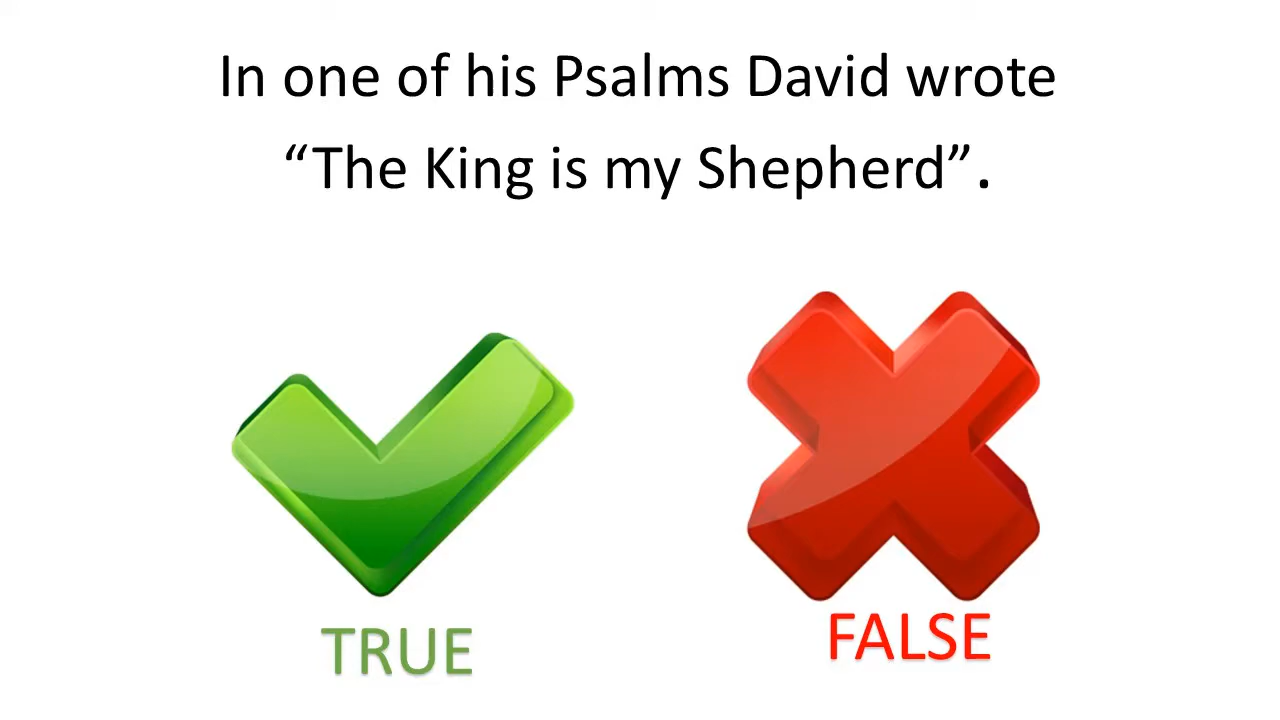 In one of his Psalms David wrote
“The King is my Shepherd”.
TRUE
FALSE